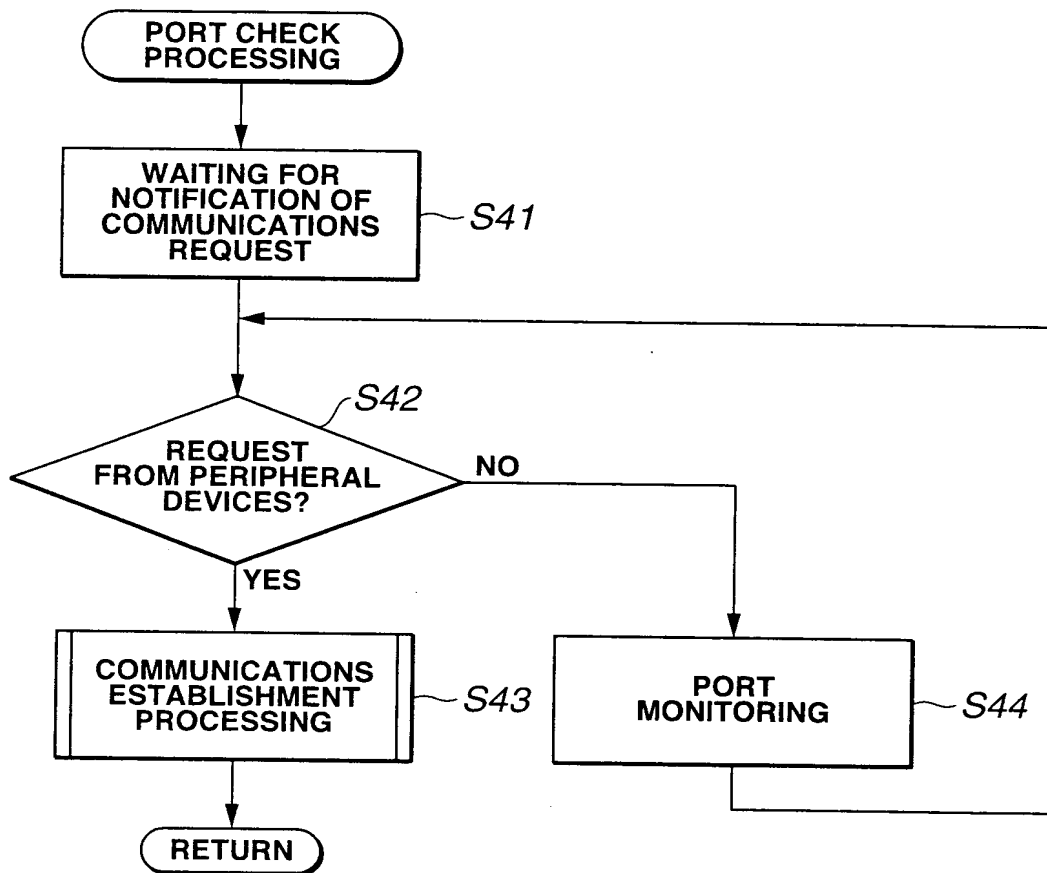 PORT CHECK
PROCESSING
WAITING FOR
NOTIFICATION OF
COMMUNICATIONS
REQUEST
S41
S42
REQUEST
FROM PERIPHERAL
DEVICES?
NO
YES
COMMUNICATIONS
ESTABLISHMENT
PROCESSING
S43
PORT
MONITORING
S44
RETURN